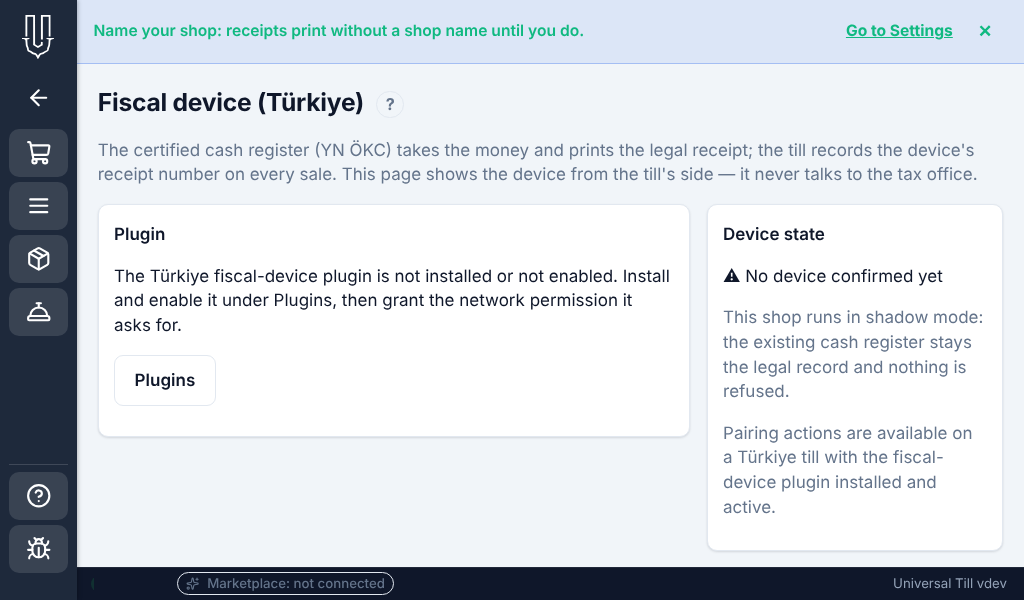 Name your shop: receipts print without a shop name until you do.
Go to Settings
×
Fiscal device (Türkiye)
?
The certified cash register (YN ÖKC) takes the money and prints the legal receipt; the till records the device's
receipt number on every sale. This page shows the device from the till's side — it never talks to the tax office.
Plugin
The Türkiye fiscal-device plugin is not installed or not enabled. Install
and enable it under Plugins, then grant the network permission it
asks for.
Plugins
Device state
⚠ No device confirmed yet
This shop runs in shadow mode:
the existing cash register stays
the legal record and nothing is
refused.
Pairing actions are available on
a Türkiye till with the fiscal-
device plugin installed and
active.
Marketplace: not connected
Universal Till vdev